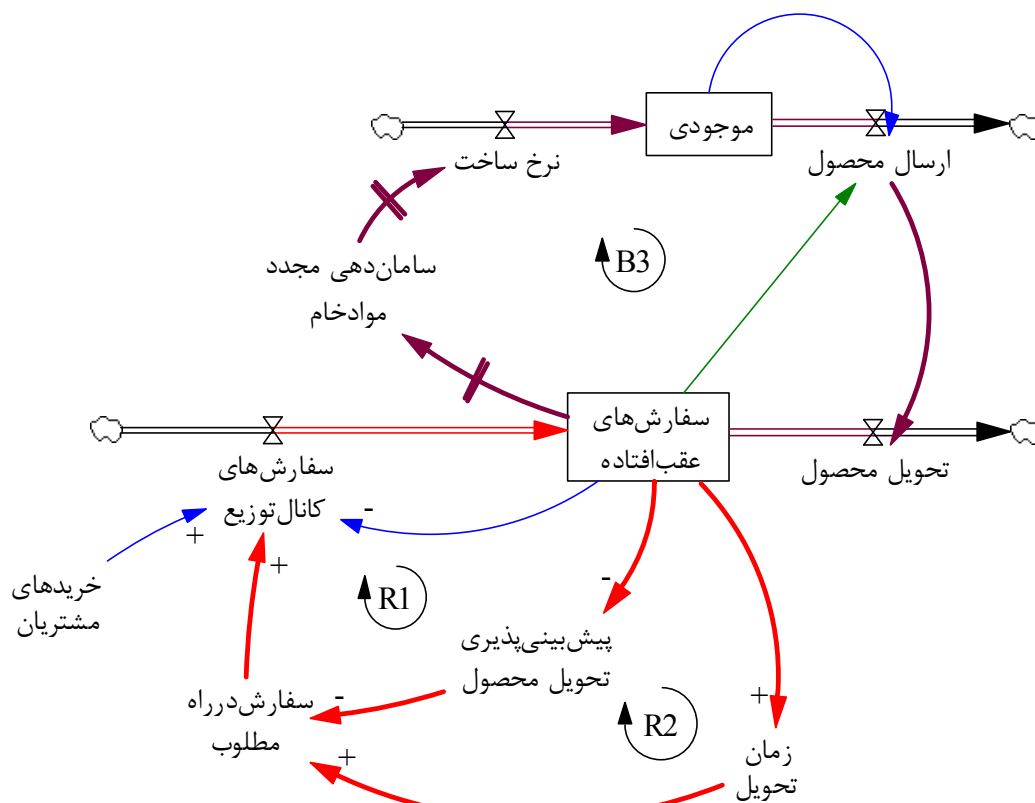 موجودی
نرخ ساخت
ارسال محصول
سامان‌دهی مجدد
موادخام
B3
سفارش‌های
عقب‌افتاده
سفارش‌های
کانال‌توزیع
تحویل محصول
-
+
+
خریدهای
مشتریان
R1
-
پیش‌بینی‌پذیری
تحویل محصول
-
سفارش‌درراه
مطلوب
+
R2
+
زمان
تحویل